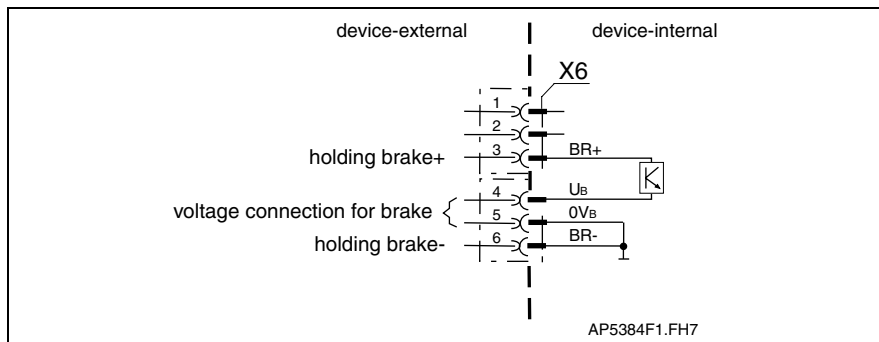 device-external device-internal
X6
1
2
holding brake+ 3 BR+
4 UB
voltage connection for brake
5 0VB
holding brake- 6 BR-
AP5384F1.FH7